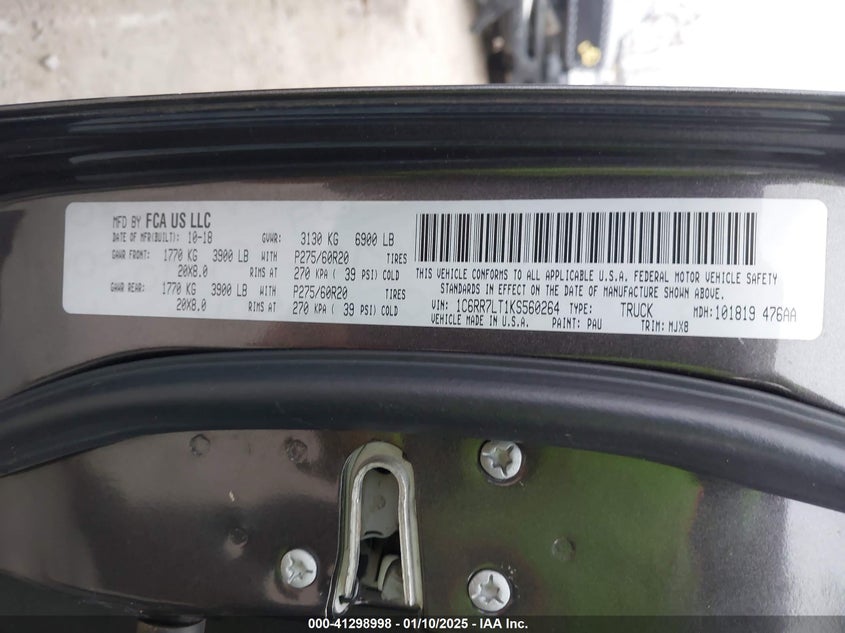 MFD BY FCA US LLC
DATE OF MFR(BUILT): 10-18 GVWR: 3130 KG 6900 LB
GAWR FRONT: 1770 KG 3900 LB WITH P275/60R20 TIRES
20X8.0 RIMS AT 270 KPA ( 39 PSI) COLD
GAWR REAR: 1770 KG 3900 LB WITH P275/60R20 TIRES
20X8.0 RIMS AT 270 KPA ( 39 PSI) COLD
THIS VEHICLE CONFORMS TO ALL APPLICABLE U.S.A. FEDERAL MOTOR VEHICLE SAFETY
STANDARDS IN EFFECT ON THE DATE OF MANUFACTURE SHOWN ABOVE.
VIN: 1C6RR7LT1KS560264 TYPE: TRUCK MDH: 101819 476AA
VEHICLE MADE IN U.S.A. PAINT: PAU TRIM: MJX8
000-41298998 - 01/10/2025 - IAA Inc.